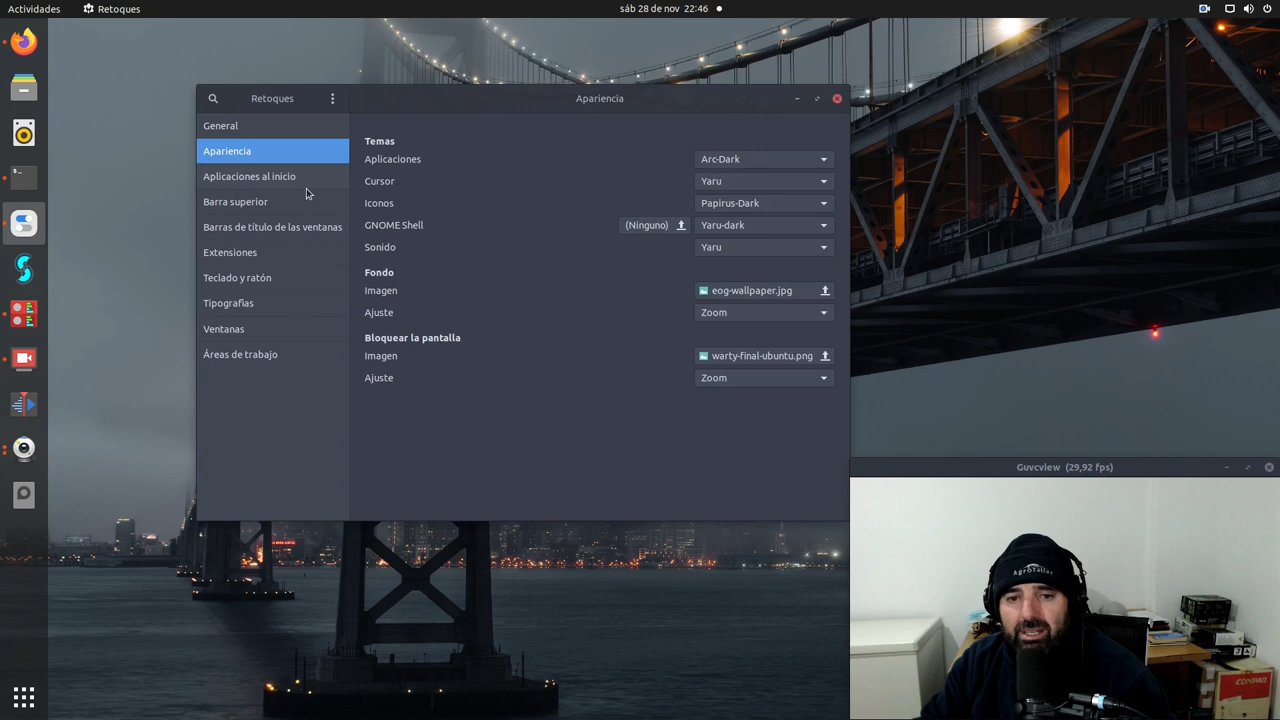 Actividades
Retoques
sáb 28 de nov 22:46
Retoques
Apariencia
General
Apariencia
Aplicaciones al inicio
Barra superior
Barras de título de las ventanas
Extensiones
Teclado y ratón
Tipografías
Ventanas
Áreas de trabajo
Temas
Aplicaciones
Arc-Dark
Cursor
Yaru
Iconos
Papirus-Dark
GNOME Shell
(Ninguno)
Yaru-dark
Sonido
Yaru
Fondo
Imagen
eog-wallpaper.jpg
Ajuste
Zoom
Bloquear la pantalla
Imagen
warty-final-ubuntu.png
Ajuste
Zoom
Guvcview (29,92 fps)
AgroTaller
COMPAQ